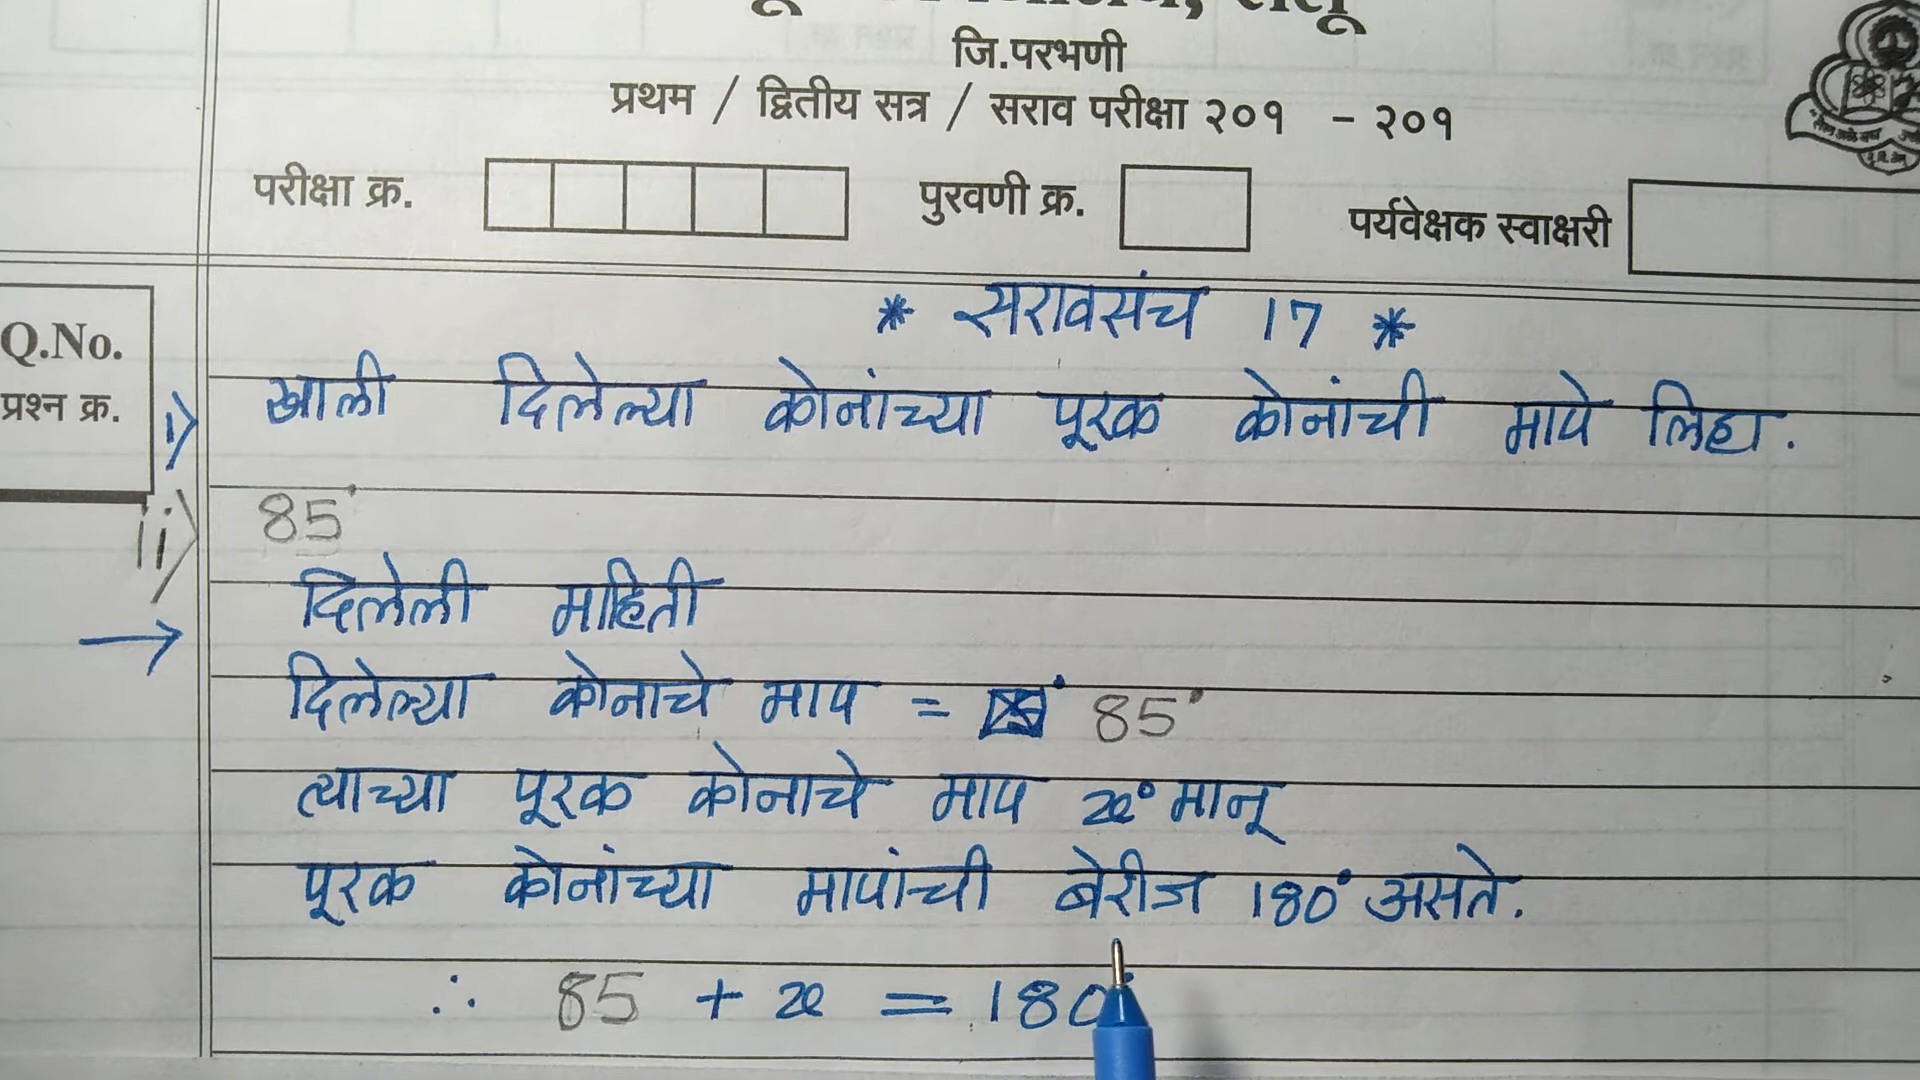 जि.परभणी
प्रथम / द्वितीय सत्र / सराव परीक्षा २०१ - २०१
परीक्षा क्र. पुरवणी क्र. पर्यवेक्षक स्वाक्षरी
* सरावसंच 17 *
Q.No.
प्रश्न क्र.
1) खाली दिलेल्या कोनांच्या पूरक कोनांची मापे लिहा.
ii) 85°
दिलेली माहिती
→ दिलेल्या कोनाचे माप = 85°
त्याच्या पूरक कोनाचे माप x° मानू
पूरक कोनांच्या मापांची बेरीज 180° असते.
∴ 85 + x = 180°